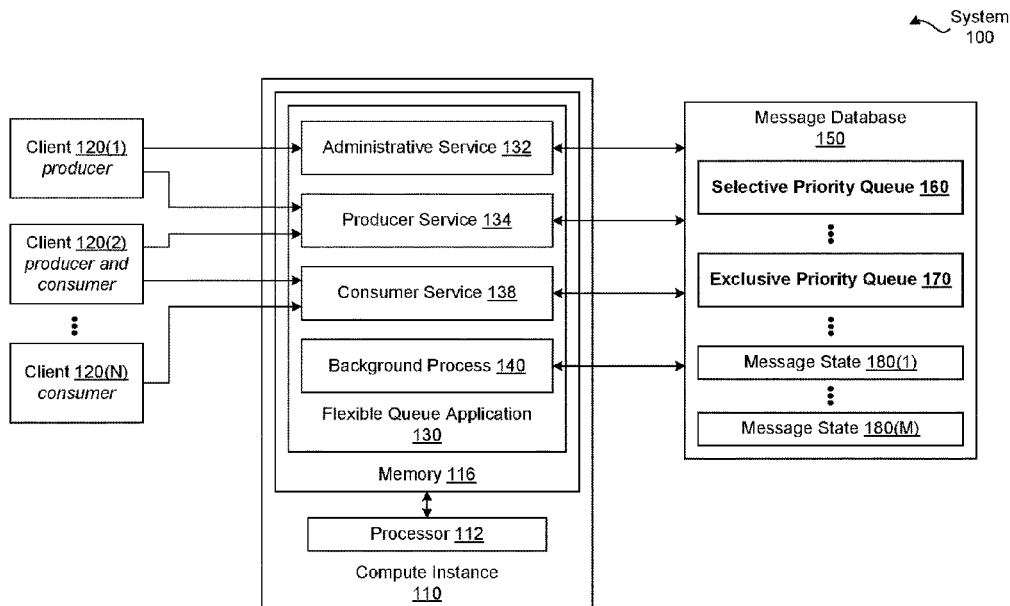 System
100
Client 120(1)
producer
Client 120(2)
producer and
consumer
Client 120(N)
consumer
Administrative Service 132
Producer Service 134
Consumer Service 138
Background Process 140
Flexible Queue Application
130
Memory 116
Processor 112
Compute Instance
110
Message Database
150
Selective Priority Queue 160
Exclusive Priority Queue 170
Message State 180(1)
Message State 180(M)